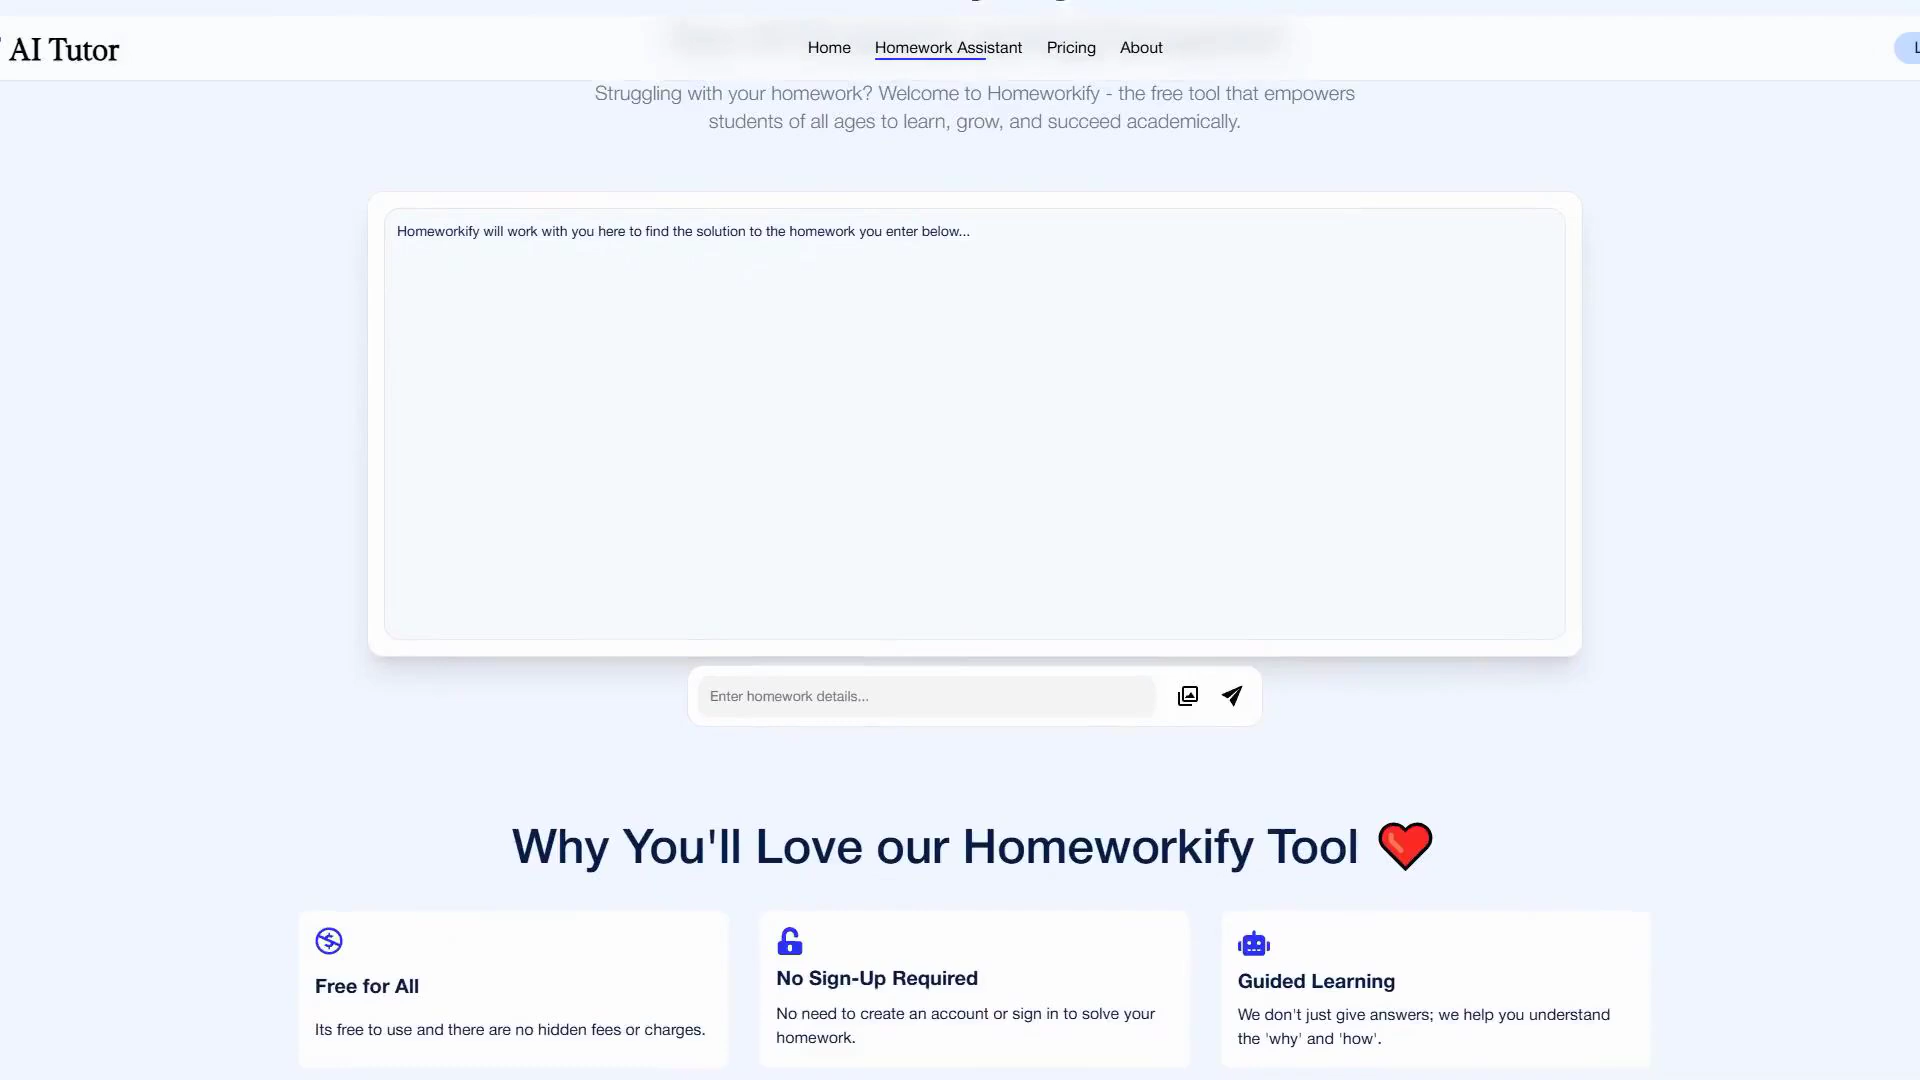 AI Tutor
Home Homework Assistant Pricing About
Struggling with your homework? Welcome to Homeworkify - the free tool that empowers
students of all ages to learn, grow, and succeed academically.
Homeworkify will work with you here to find the solution to the homework you enter below...
Enter homework details...
Why You'll Love our Homeworkify Tool
Free for All
Its free to use and there are no hidden fees or charges.
No Sign-Up Required
No need to create an account or sign in to solve your
homework.
Guided Learning
We don't just give answers; we help you understand
the 'why' and 'how'.